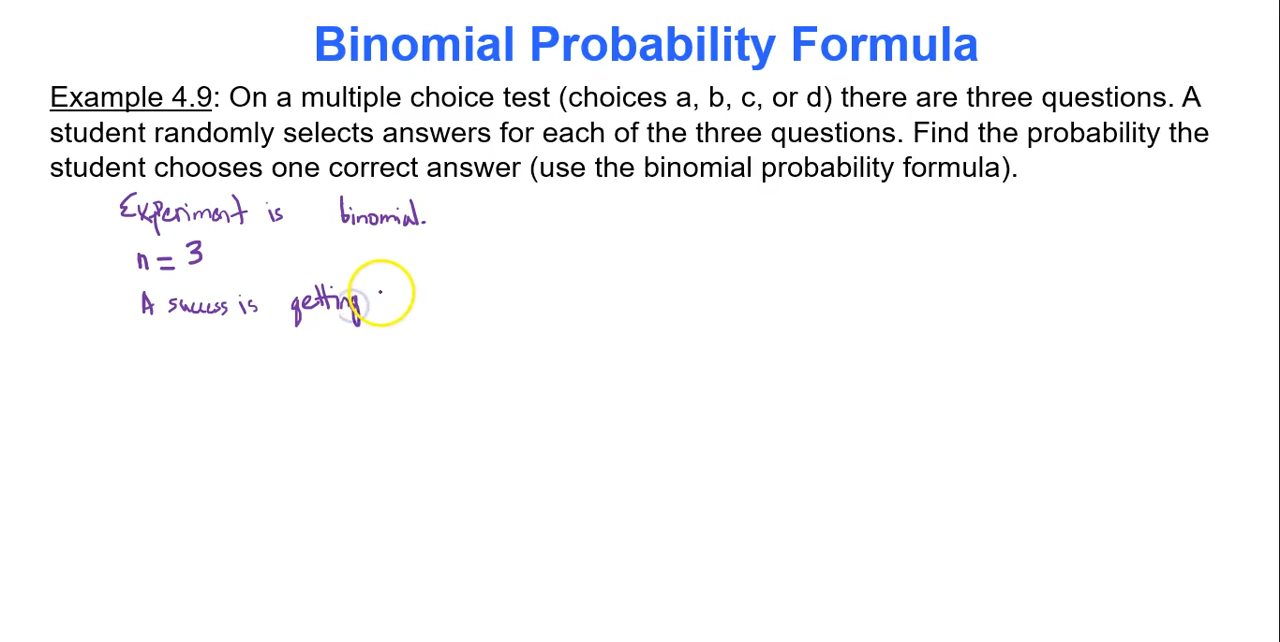 Binomial Probability Formula
Example 4.9: On a multiple choice test (choices a, b, c, or d) there are three questions. A
student randomly selects answers for each of the three questions. Find the probability the
student chooses one correct answer (use the binomial probability formula).
Experiment is binomial.
n = 3
A success is getting